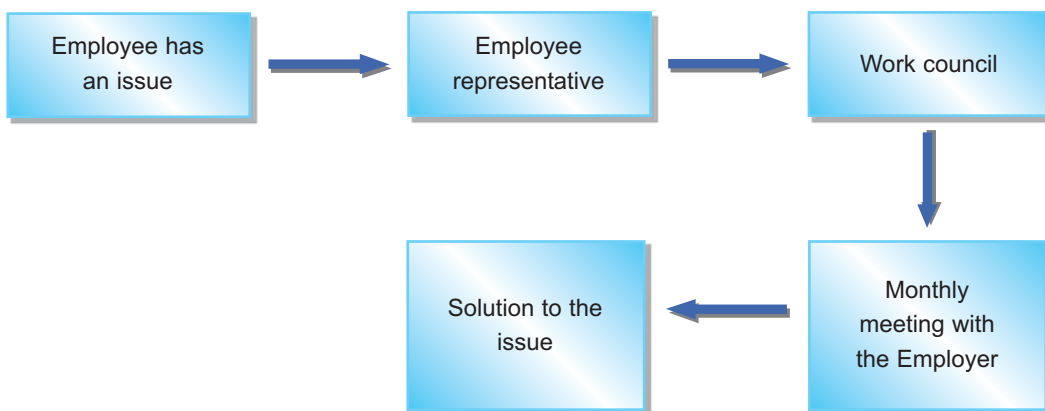 Employee has
an issue
Employee
representative
Work council
Monthly
meeting with
the Employer
Solution to the
issue